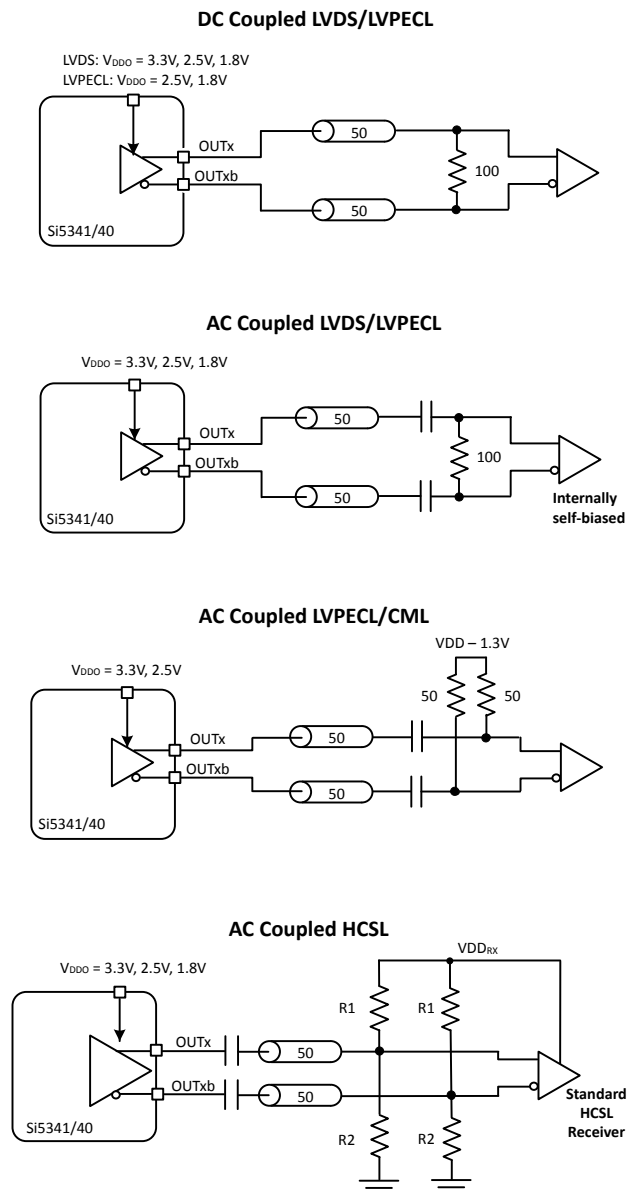 DC Coupled LVDS/LVPECL
LVDS: VDDO = 3.3V, 2.5V, 1.8V
LVPECL: VDDO = 2.5V, 1.8V
OUTx
50
100
OUTxb
50
Si5341/40
AC Coupled LVDS/LVPECL
VDDO = 3.3V, 2.5V, 1.8V
OUTx
50
100
OUTxb
50
Si5341/40
Internally
self-biased
AC Coupled LVPECL/CML
VDD – 1.3V
VDDO = 3.3V, 2.5V
50
50
OUTx
50
OUTxb
50
Si5341/40
AC Coupled HCSL
VDDRX
VDDO = 3.3V, 2.5V, 1.8V
R1
R1
OUTx
50
OUTxb
50
Standard
HCSL
Receiver
Si5341/40
R2
R2